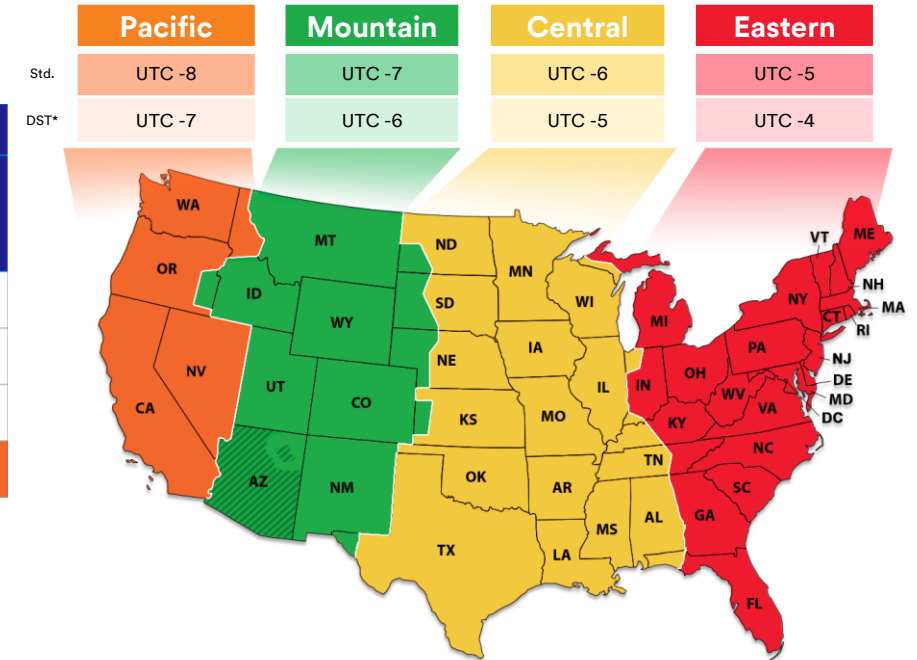 Pacific Mountain Central Eastern
Std. UTC -8 UTC -7 UTC -6 UTC -5
DST* UTC -7 UTC -6 UTC -5 UTC -4
WA
OR
CA
NV
MT
ID
WY
UT
CO
AZ
NM
ND
SD
NE
KS
OK
TX
MN
IA
MO
AR
LA
WI
IL
TN
MS
AL
MI
IN
OH
KY
WV
VA
NC
SC
GA
FL
PA
NY
VT
ME
NH
MA
CT
RI
NJ
DE
MD
DC